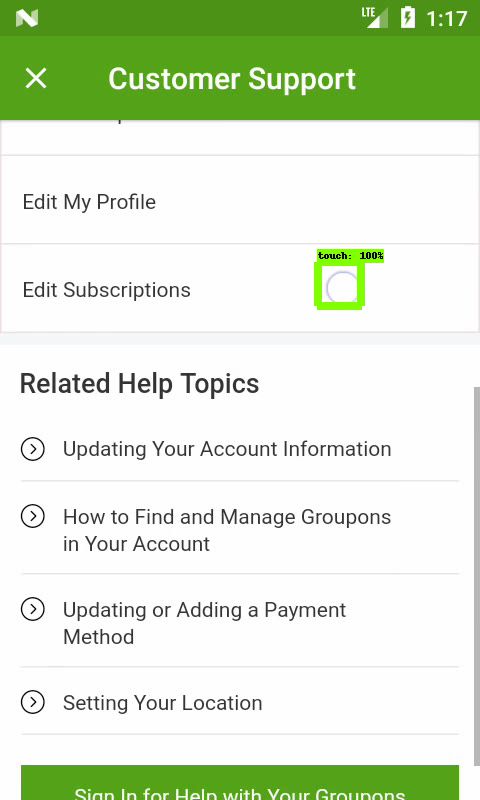 LTE 1:17
Customer Support
Edit My Profile
touch: 100%
Edit Subscriptions
Related Help Topics
Updating Your Account Information
How to Find and Manage Groupons
in Your Account
Updating or Adding a Payment
Method
Setting Your Location
Sign In for Help with Your Groupons